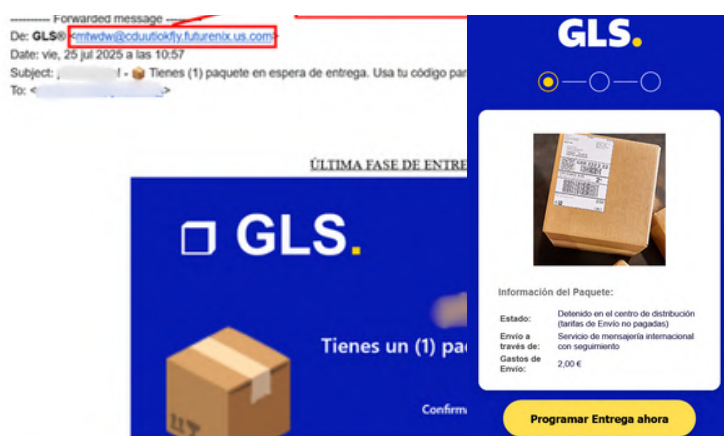 ---------- Forwarded message ----------
De: GLS® <mtwdw@cduutiokfjy.futurenix.us.com>
Date: vie, 25 jul 2025 a las 10:57
Subject: - 📦 Tienes (1) paquete en espera de entrega. Usa tu código par
To: < >
ÚLTIMA FASE DE ENTRE
GLS.
Tienes un (1) pa
Confirm
GLS.
Información del Paquete:
Estado: Detenido en el centro de distribución
(tarifas de Envío no pagadas)
Envío a través de: Servicio de mensajería internacional
con seguimiento
Gastos de Envío: 2,00 €
Programar Entrega ahora